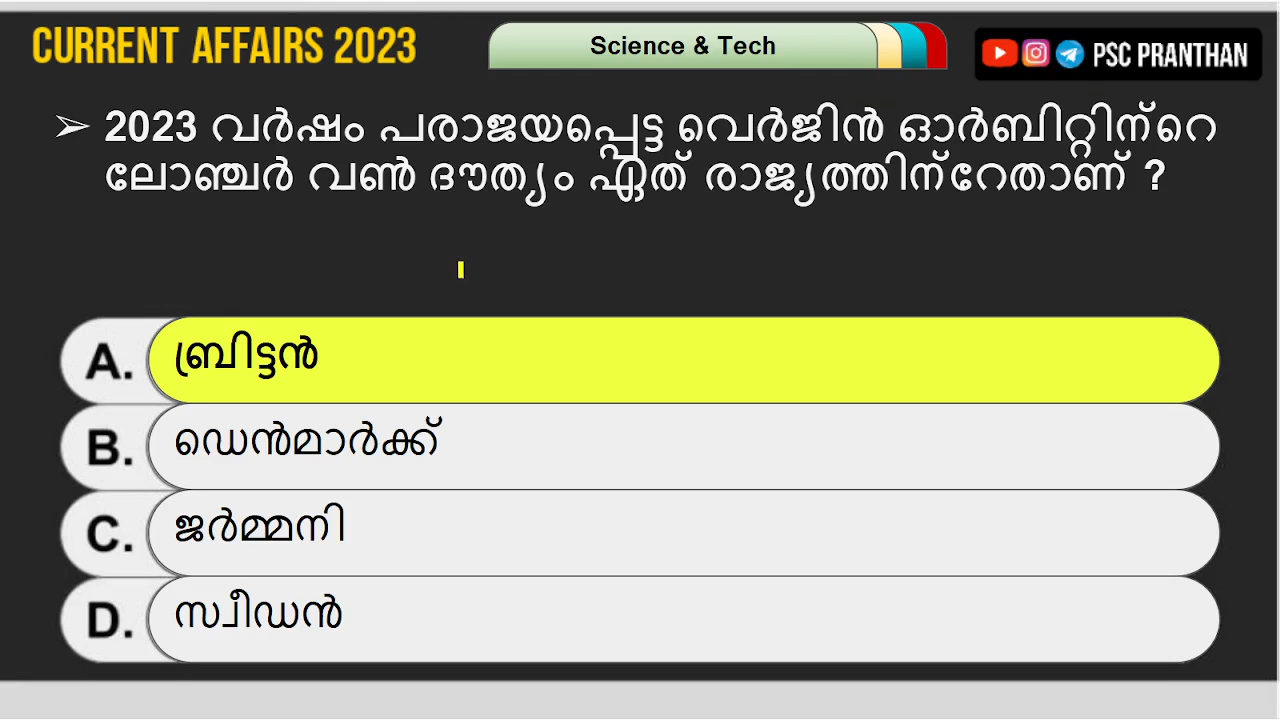 CURRENT AFFAIRS 2023
Science & Tech
PSC PRANTHAN
➢ 2023 വർഷം പരാജയപ്പെട്ട വെർജിൻ ഓർബിറ്റിന്റെ
ലോഞ്ചർ വൺ ദൗത്യം ഏത് രാജ്യത്തിന്റേതാണ് ?
A. ബ്രിട്ടൻ
B. ഡെൻമാർക്ക്
C. ജർമ്മനി
D. സ്വീഡൻ